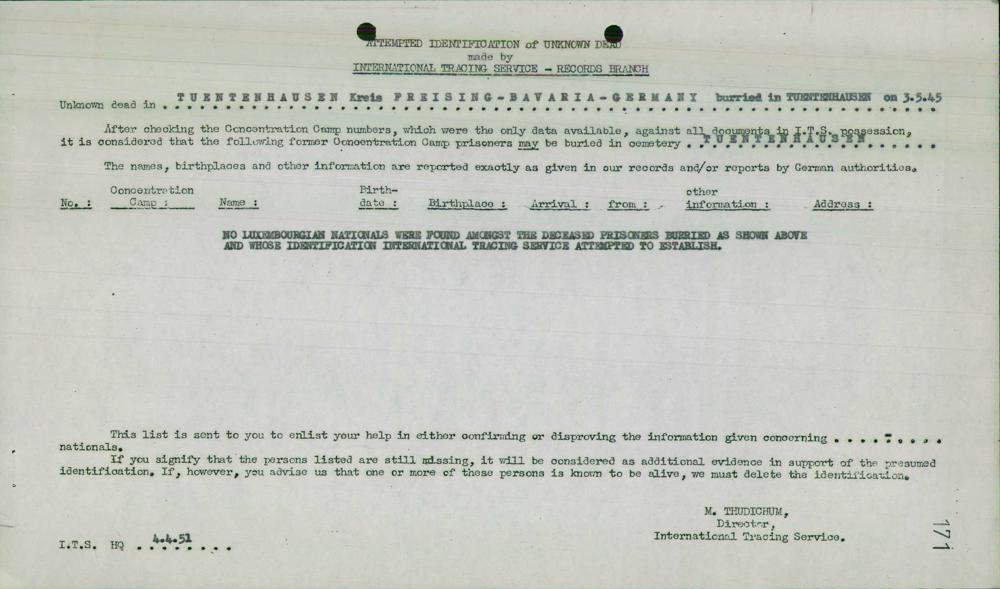 ATTEMPTED IDENTIFICATION of UNKNOWN DEAD
made by
INTERNATIONAL TRACING SERVICE - RECORDS BRANCH
Unknown dead in . TUENTENHAUSEN Kreis FREISING-BAVARIA-GERMANY burried in TUENTENHAUSEN on 3.5.45
After checking the Concentration Camp numbers, which were the only data available, against all documents in I.T.S. possession,
it is considered that the following former Concentration Camp prisoners may be buried in cemetery . TUENTENHAUSEN
The names, birthplaces and other information are reported exactly as given in our records and/or reports by German authorities.
No. : Concentration Camp : Name : Birth-date : Birthplace : Arrival : from : other information : Address :
NO LUXEMBOURGIAN NATIONALS WERE FOUND AMONGST THE DECEASED PRISONERS BURRIED AS SHOWN ABOVE
AND WHOSE IDENTIFICATION INTERNATIONAL TRACING SERVICE ATTEMPTED TO ESTABLISH.
This list is sent to you to enlist your help in either confirming or disproving the information given concerning . . . . - . . . .
nationals.
If you signify that the persons listed are still missing, it will be considered as additional evidence in support of the presumed
identification. If, however, you advise us that one or more of these persons is known to be alive, we must delete the identification.
M. THUDICHUM,
Director,
International Tracing Service.
I.T.S. HQ . 4.4.51 . . . .
171